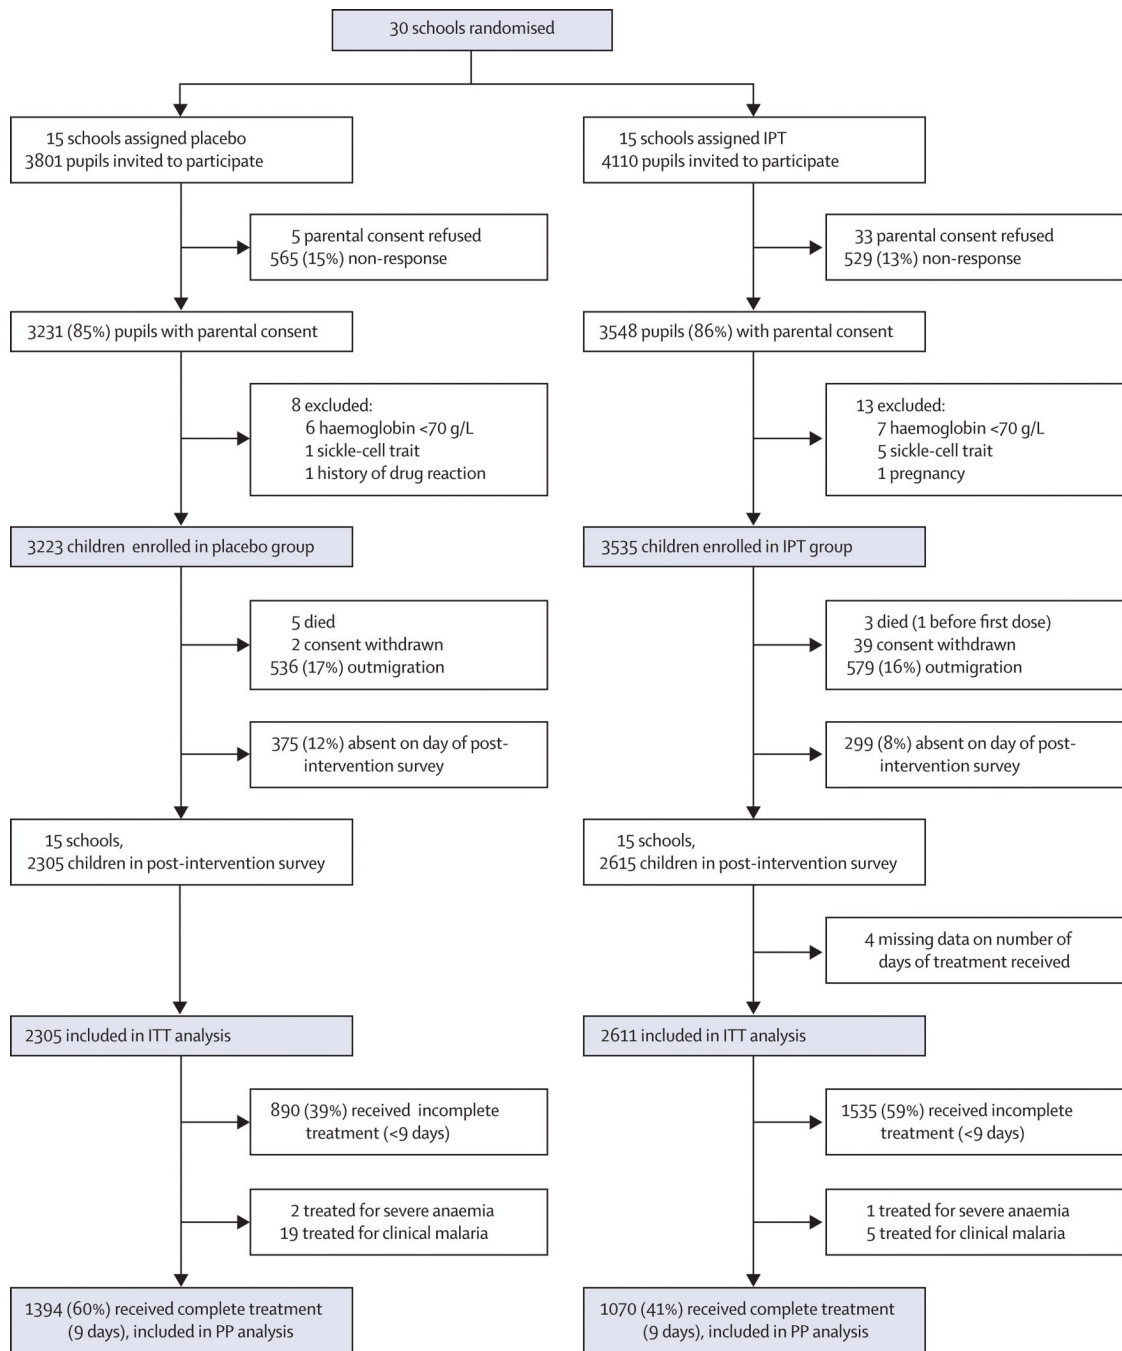 30 schools randomised
15 schools assigned placebo
3801 pupils invited to participate
15 schools assigned IPT
4110 pupils invited to participate
5 parental consent refused
565 (15%) non-response
33 parental consent refused
529 (13%) non-response
3231 (85%) pupils with parental consent
3548 pupils (86%) with parental consent
8 excluded:
6 haemoglobin <70 g/L
1 sickle-cell trait
1 history of drug reaction
13 excluded:
7 haemoglobin <70 g/L
5 sickle-cell trait
1 pregnancy
3223 children enrolled in placebo group
3535 children enrolled in IPT group
5 died
2 consent withdrawn
536 (17%) outmigration
3 died (1 before first dose)
39 consent withdrawn
579 (16%) outmigration
375 (12%) absent on day of post-
intervention survey
299 (8%) absent on day of post-
intervention survey
15 schools,
2305 children in post-intervention survey
15 schools,
2615 children in post-intervention survey
4 missing data on number of
days of treatment received
2305 included in ITT analysis
2611 included in ITT analysis
890 (39%) received incomplete
treatment (<9 days)
1535 (59%) received incomplete
treatment (<9 days)
2 treated for severe anaemia
19 treated for clinical malaria
1 treated for severe anaemia
5 treated for clinical malaria
1394 (60%) received complete treatment
(9 days), included in PP analysis
1070 (41%) received complete treatment
(9 days), included in PP analysis